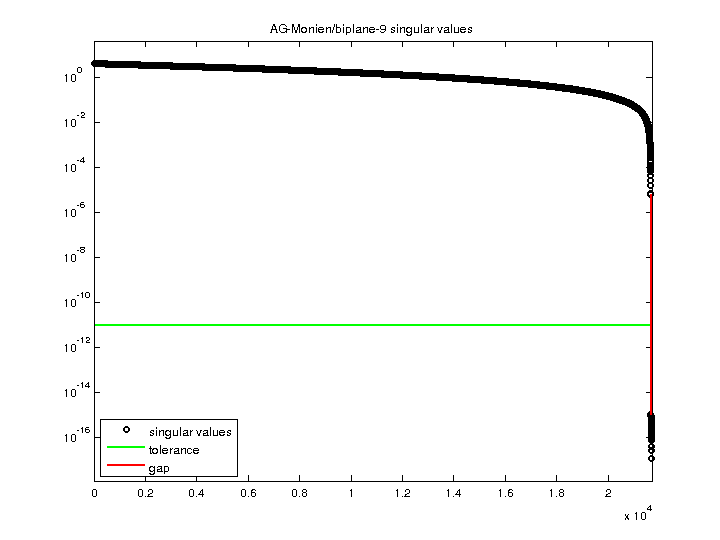 AG-Monien/biplane-9 singular values
10^0
10^-2
10^-4
10^-6
10^-8
10^-10
10^-12
10^-14
10^-16
singular values
tolerance
gap
0 0.2 0.4 0.6 0.8 1 1.2 1.4 1.6 1.8 2
x 10^4